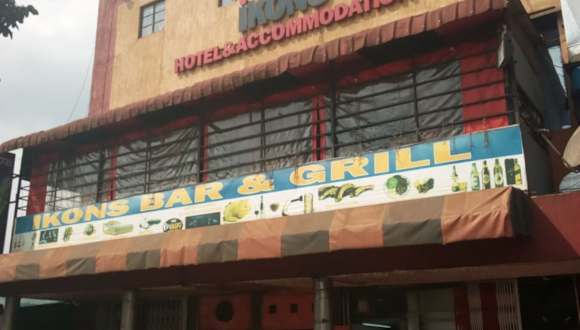 IKONS
HOTEL&ACCOMMODATION
IKONS BAR & GRILL